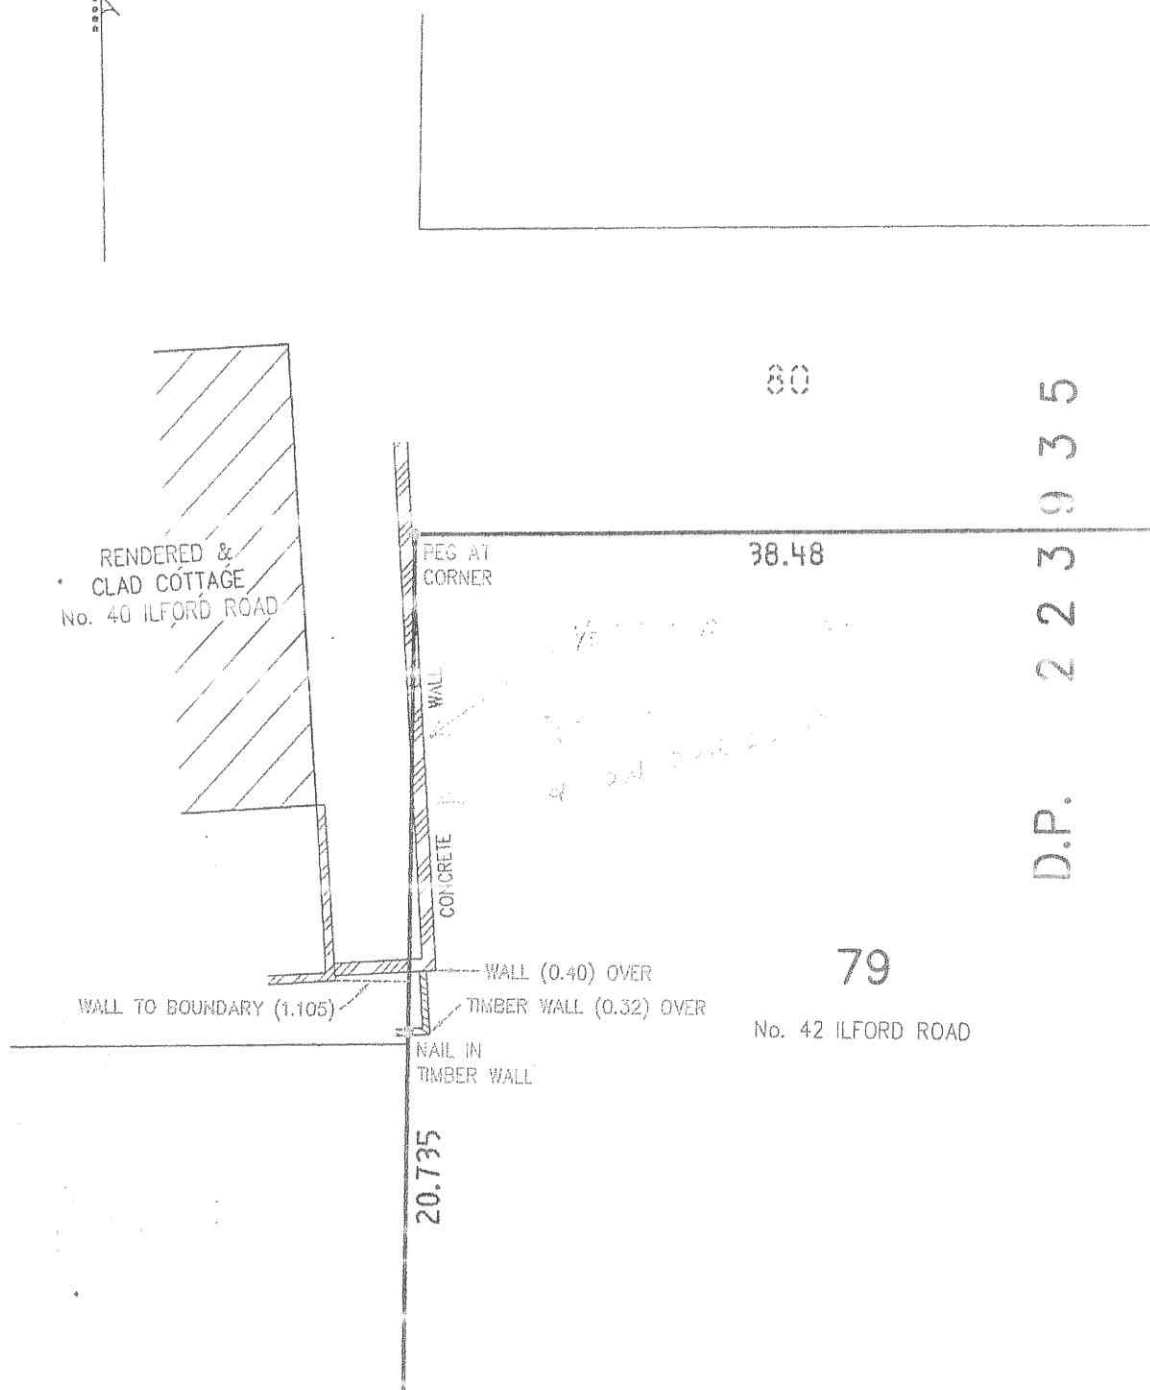 80
D.P. 223935
38.48
PEG AT
CORNER
RENDERED &
CLAD COTTAGE
No. 40 ILFORD ROAD
WALL
CONCRETE
WALL (0.40) OVER
79
WALL TO BOUNDARY (1.105)
TIMBER WALL (0.32) OVER
No. 42 ILFORD ROAD
NAIL IN
TIMBER WALL
20.735